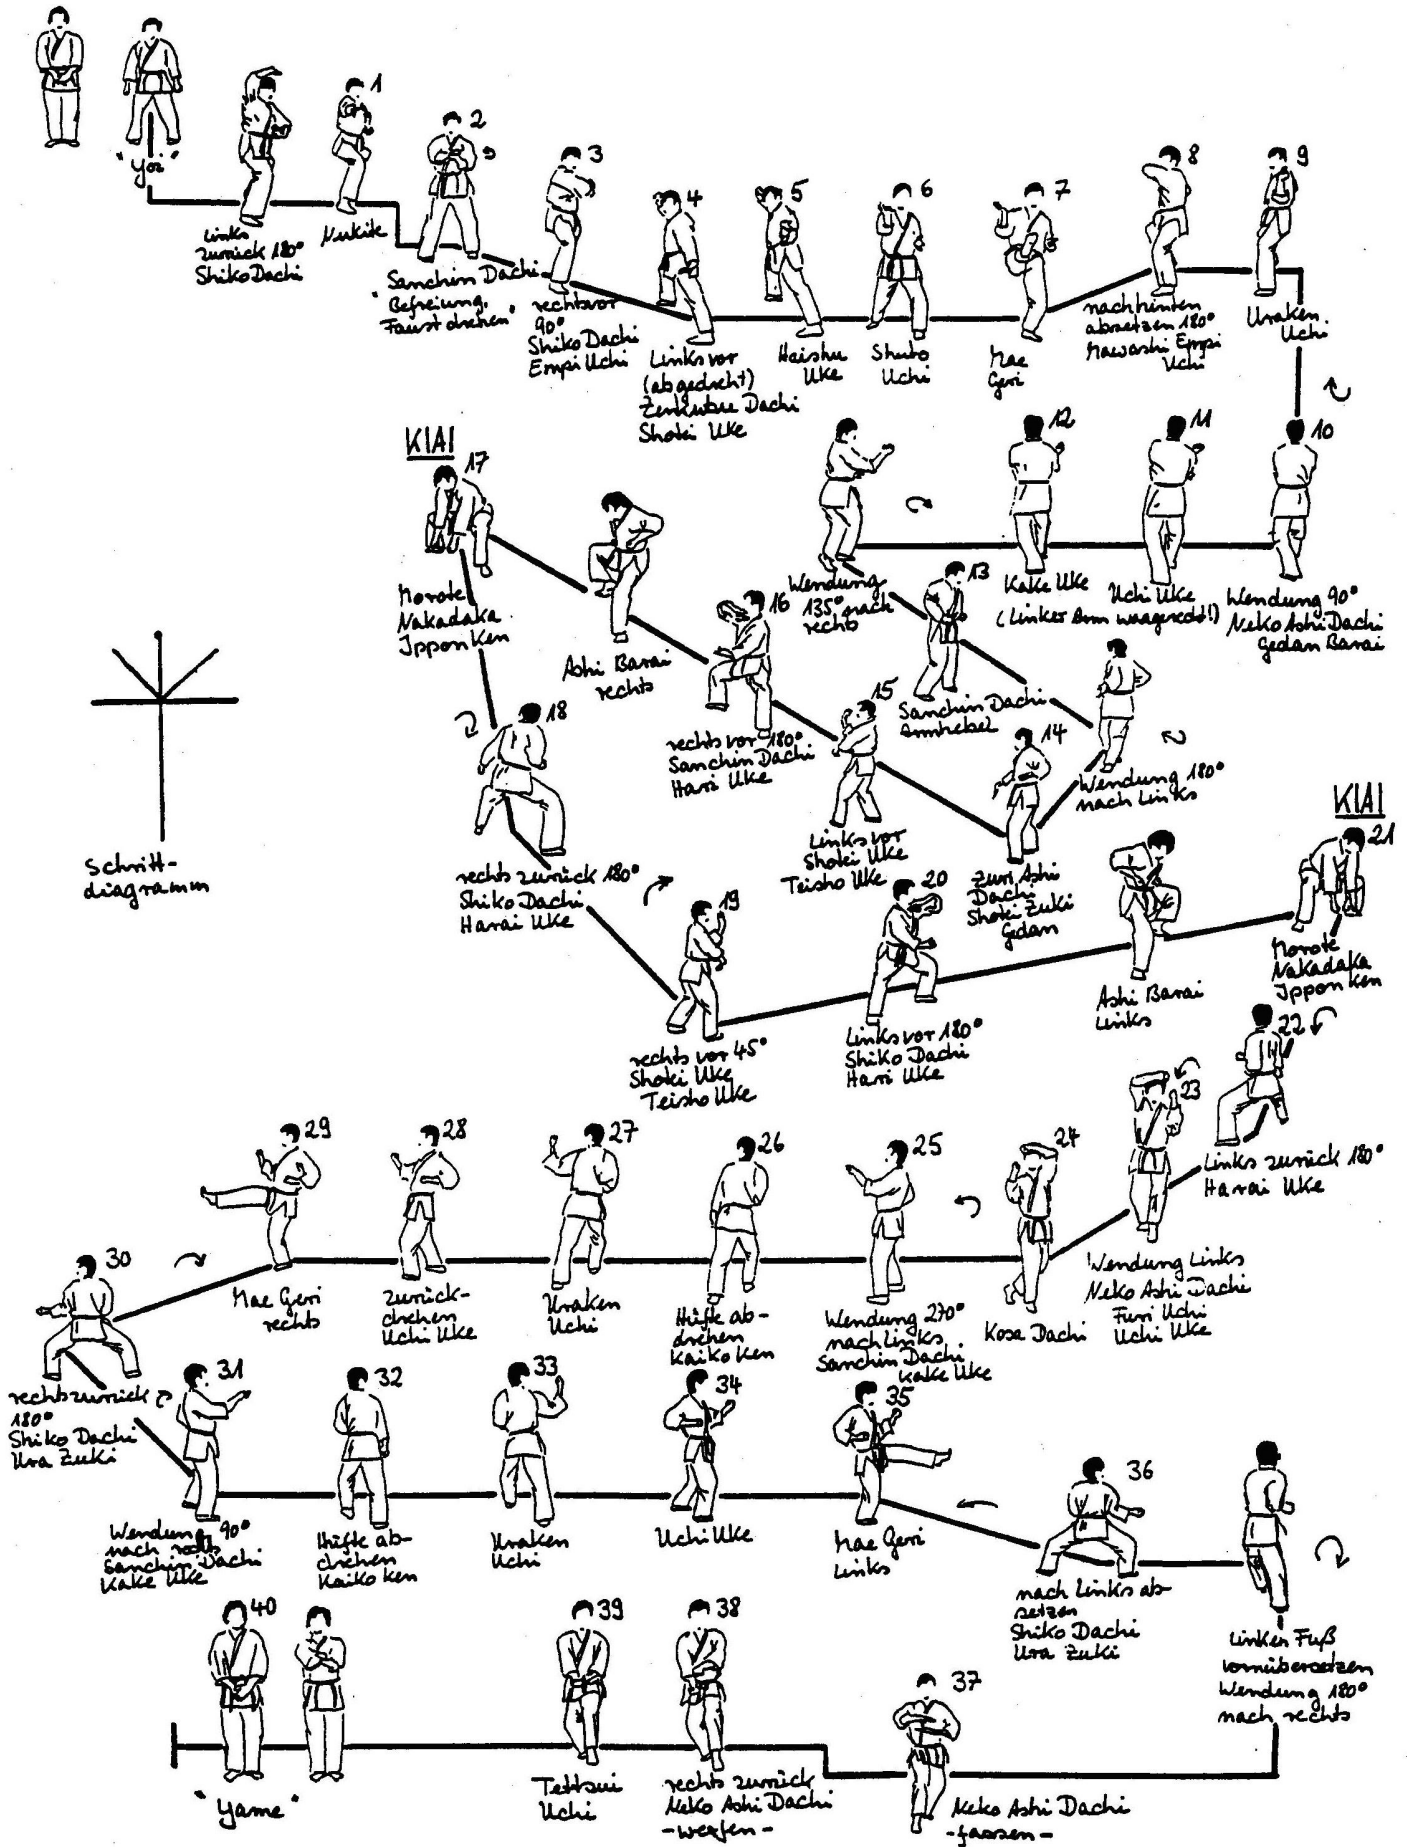 "Yoi"
1
Links
zurück 180°
Shiko Dachi
Nukite
2
Sanchin Dachi
"Befreiung,
Faust drehen"
3
rechts vor
90°
Shiko Dachi
Empi Uchi
4
Links vor
(abgedreht)
Zenkutsu Dachi
Shoki Uke
5
Haishu
Uke
6
Shuto
Uchi
7
Mae
Geri
8
nach hinten
absetzen 180°
Mawashi Empi
Uchi
9
Uraken
Uchi
10
Wendung 90°
Neko Ashi Dachi
Gedan Barai
11
Uchi Uke
12
Kake Uke
(Linker Arm waagerecht!)
Wendung
135° nach
rechts
13
Sanchin Dachi
Armhebel
Wendung 180°
nach Links
14
Zuri Ashi
Dachi
Shoki Zuki
Gedan
15
Links vor
Shoki Uke
Teisho Uke
16
rechts vor 180°
Sanchin Dachi
Hari Uke
Ashi Barai
rechts
KIAI
17
Morote
Nakadaka
Ippon Ken
18
rechts zurück 180°
Shiko Dachi
Harai Uke
Schritt-
diagramm
19
rechts vor 45°
Shoki Uke
Teisho Uke
20
Links vor 180°
Shiko Dachi
Hari Uke
Ashi Barai
Links
KIAI
21
Morote
Nakadaka
Ippon Ken
22
Links zurück 180°
Harai Uke
23
Wendung Links
Neko Ashi Dachi
Furi Uchi
Uchi Uke
24
Kosa Dachi
25
Wendung 270°
nach Links
Sanchin Dachi
Kake Uke
26
Hüfte ab-
drehen
Kaiko Ken
27
Uraken
Uchi
28
zurück-
drehen
Uchi Uke
29
Mae Geri
rechts
30
rechts zurück
180°
Shiko Dachi
Ura Zuki
31
Wendung 90°
nach rechts
Sanchin Dachi
Kake Uke
32
Hüfte ab-
drehen
Kaiko Ken
33
Uraken
Uchi
34
Uchi Uke
35
Mae Geri
Links
36
nach Links ab-
setzen
Shiko Dachi
Ura Zuki
Linken Fuß
vornübersetzen
Wendung 180°
nach rechts
37
Neko Ashi Dachi
-fassen-
38
rechts zurück
Neko Ashi Dachi
-werfen-
39
Tettsui
Uchi
40
"Yame"